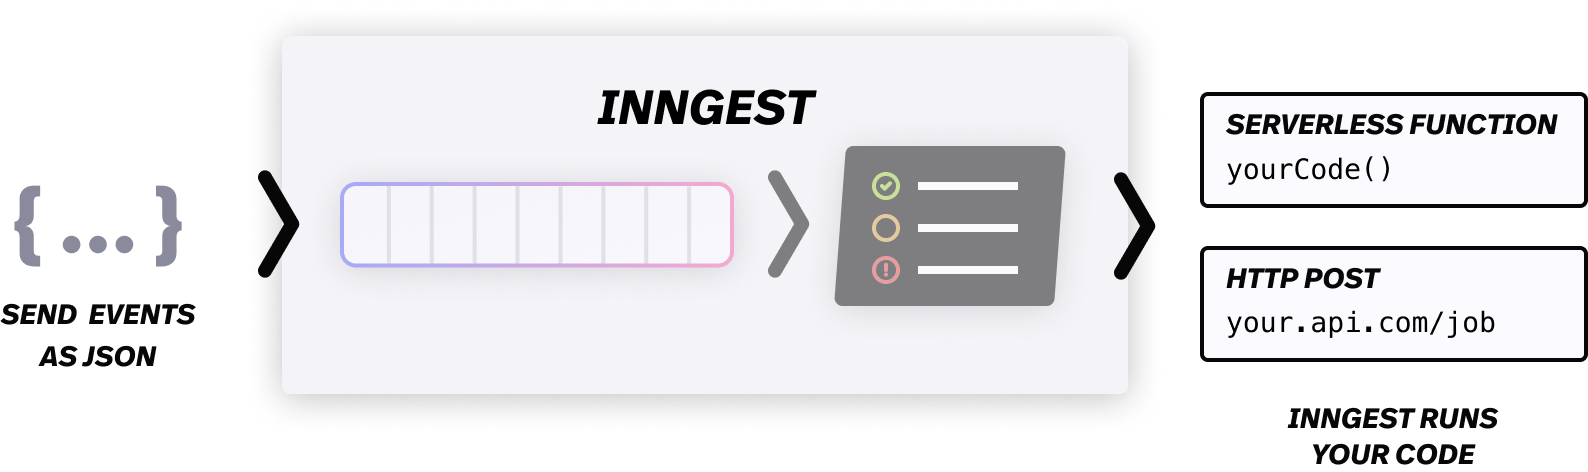 { ... }
SEND EVENTS
AS JSON
INNGEST
SERVERLESS FUNCTION
yourCode()
HTTP POST
your.api.com/job
INNGEST RUNS
YOUR CODE